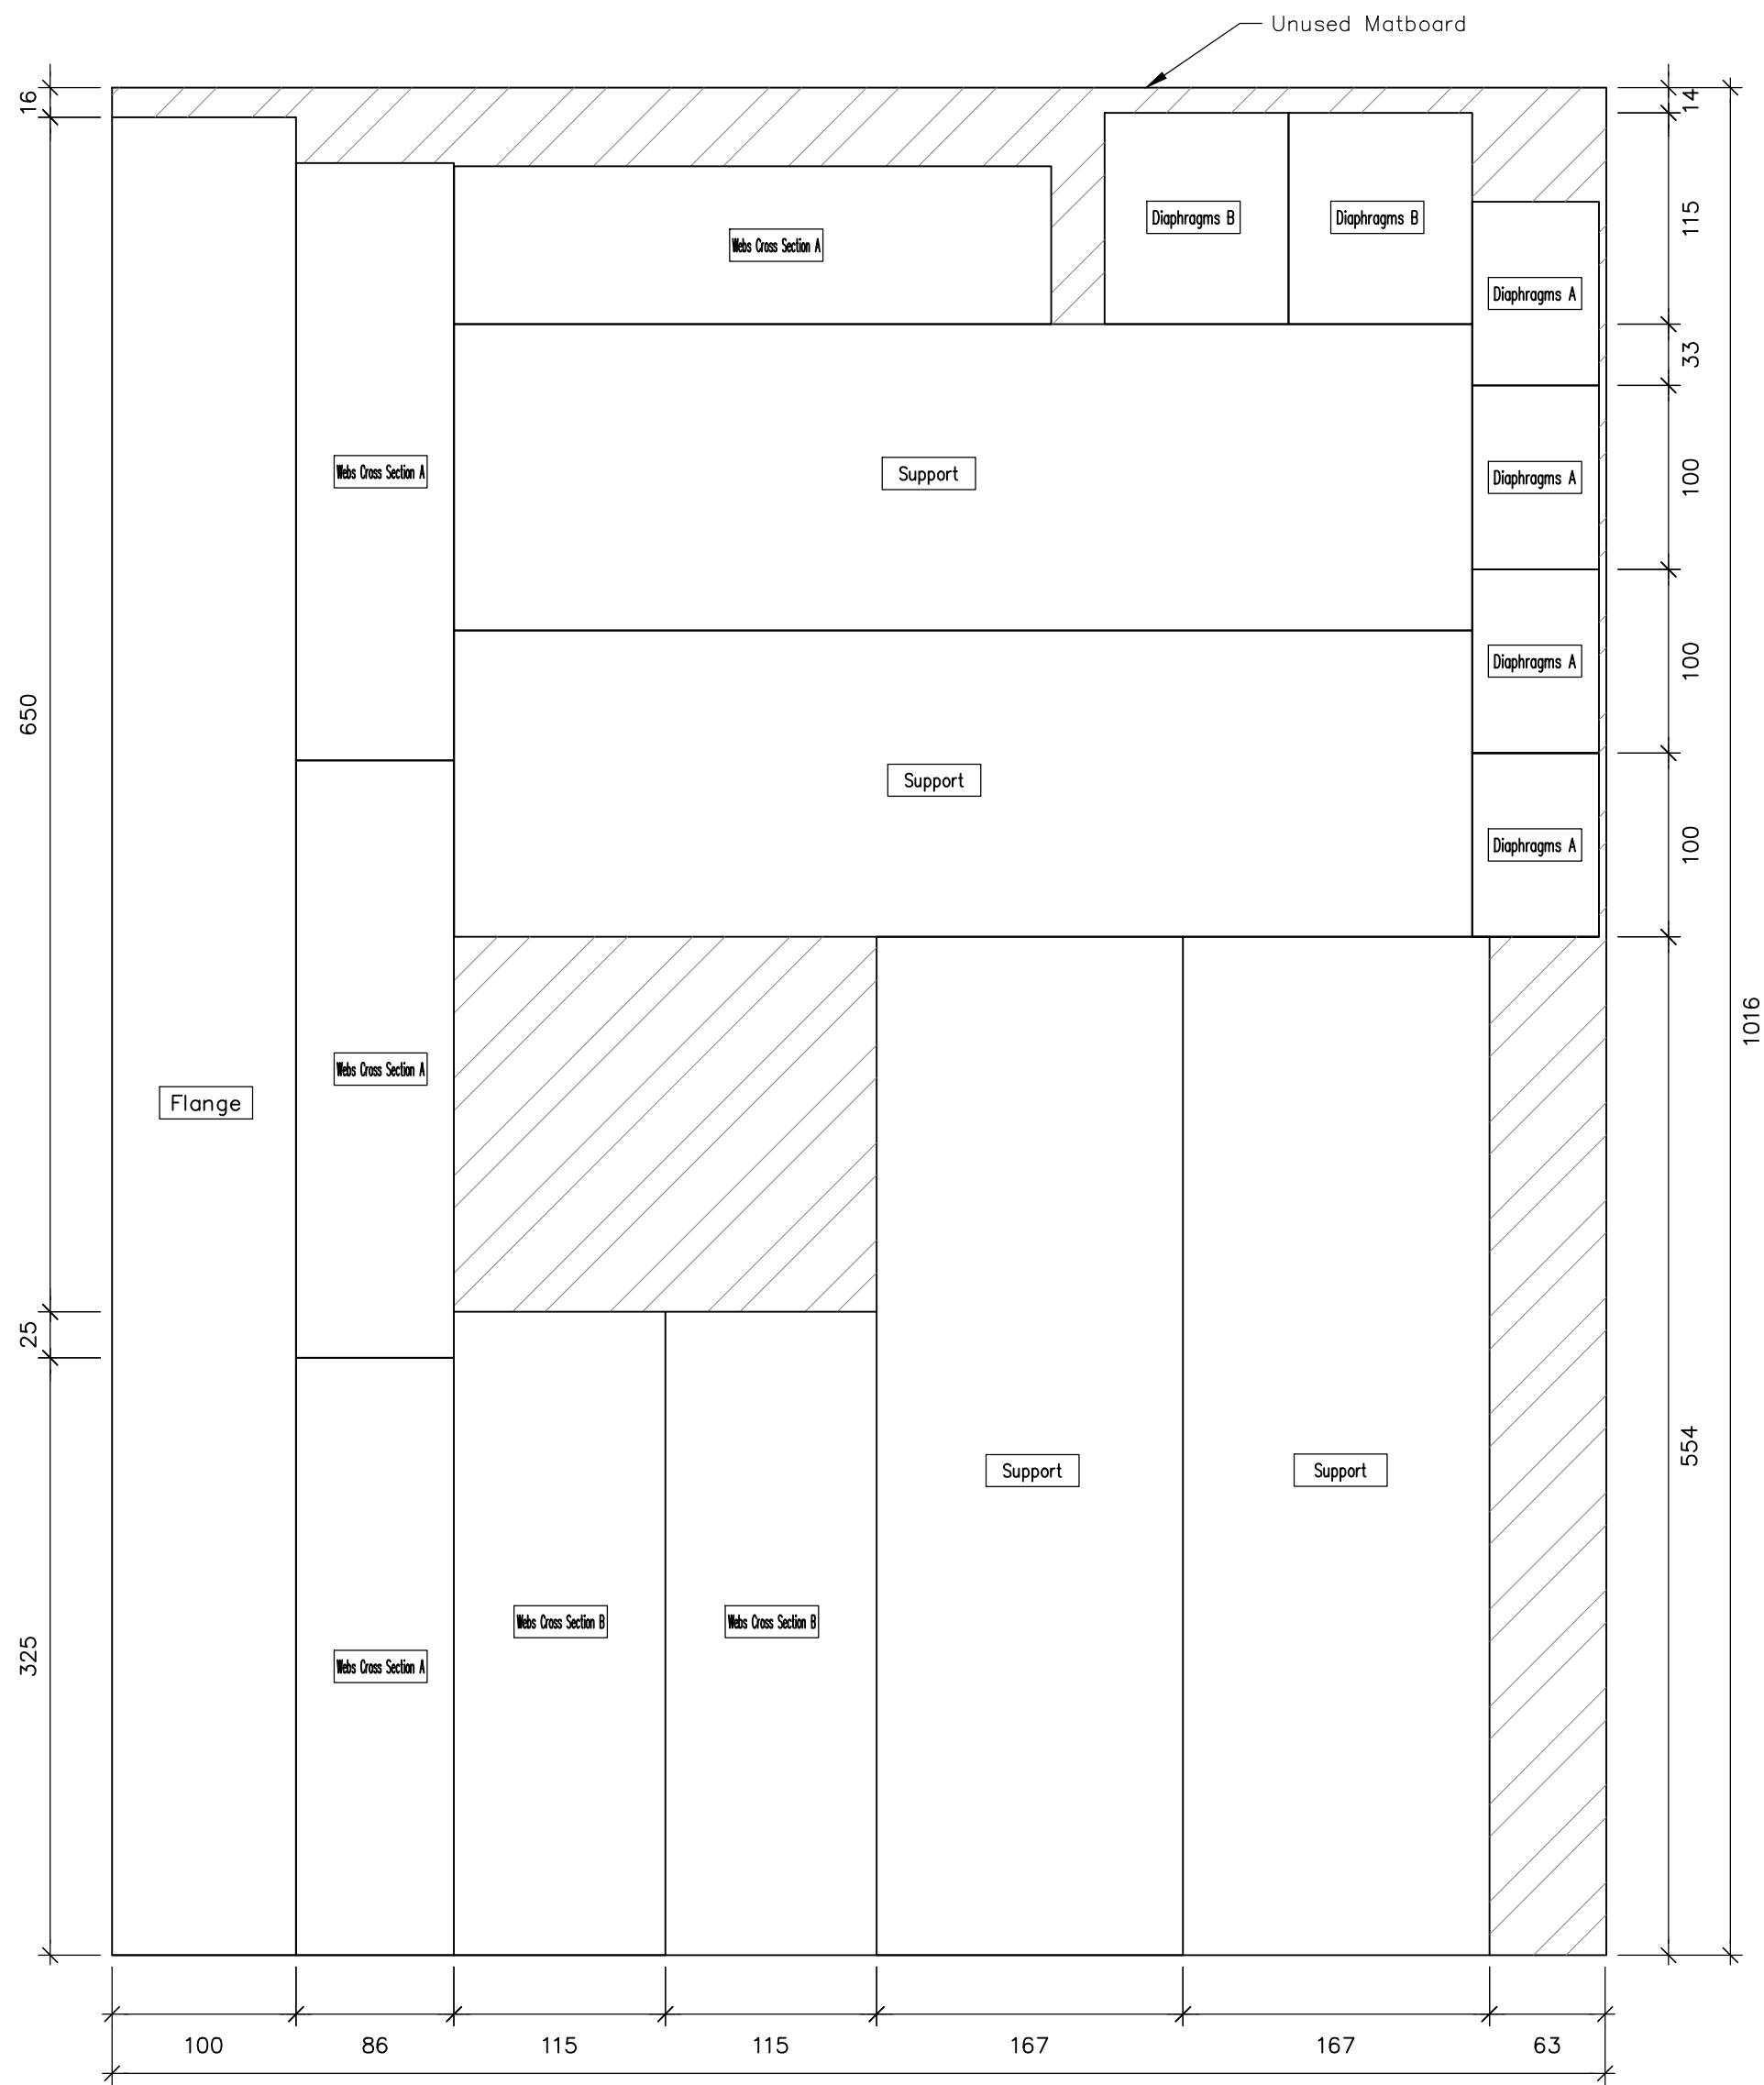 Unused Matboard
16
14
Webs Cross Section A
Diaphragms B
Diaphragms B
115
Diaphragms A
33
Webs Cross Section A
Support
Diaphragms A
100
650
Diaphragms A
100
Support
Diaphragms A
100
1016
Webs Cross Section A
Flange
25
325
Support
Support
554
Webs Cross Section B
Webs Cross Section B
Webs Cross Section A
100
86
115
115
167
167
63